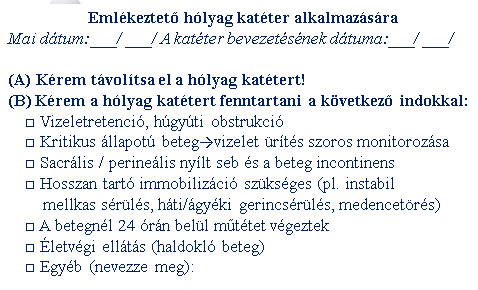 Emlékeztető hólyag katéter alkalmazására
Mai dátum:___/ ___/ A katéter bevezetésének dátuma:___/ ___/
(A) Kérem távolítsa el a hólyag katétert!
(B) Kérem a hólyag katétert fenntartani a következő indokkal:
□ Vizeletretenció, húgyúti obstrukció
□ Kritikus állapotú beteg→vizelet ürítés szoros monitorozása
□ Sacrális / perineális nyílt seb és a beteg incontinens
□ Hosszan tartó immobilizáció szükséges (pl. instabil
mellkas sérülés, háti/ágyéki gerincsérülés, medencetörés)
□ A betegnél 24 órán belül műtétet végeztek
□ Életvégi ellátás (haldokló beteg)
□ Egyéb (nevezze meg):